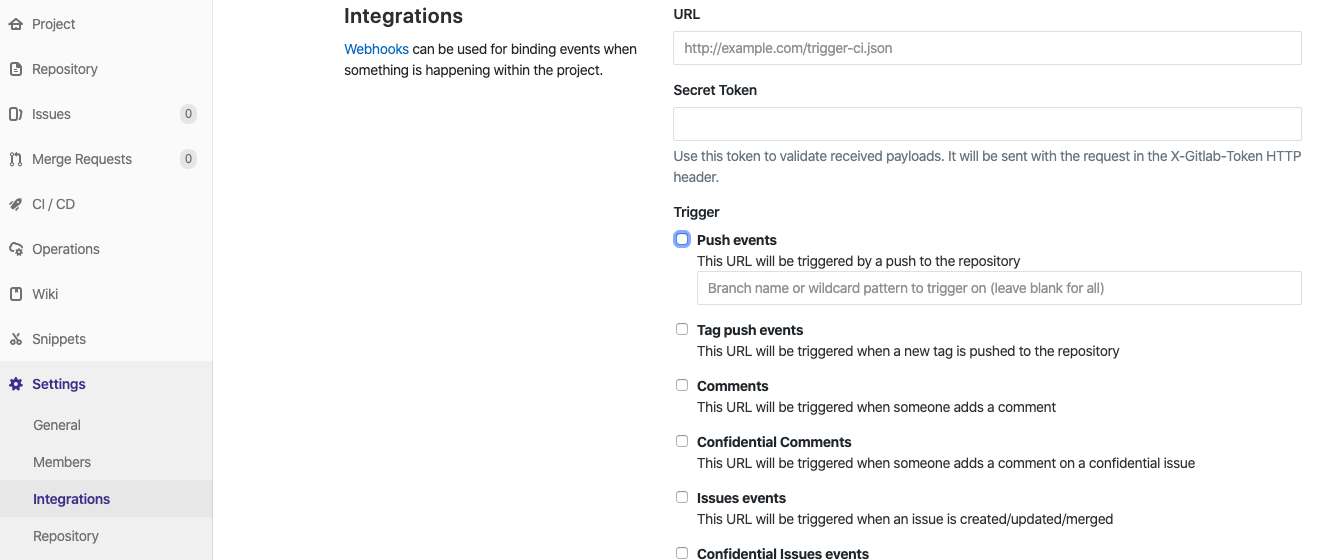 Project
Repository
Issues 0
Merge Requests 0
CI / CD
Operations
Wiki
Snippets
Settings
General
Members
Integrations
Repository
Integrations
Webhooks can be used for binding events when
something is happening within the project.
URL
http://example.com/trigger-ci.json
Secret Token
Use this token to validate received payloads. It will be sent with the request in the X-Gitlab-Token HTTP
header.
Trigger
Push events
This URL will be triggered by a push to the repository
Branch name or wildcard pattern to trigger on (leave blank for all)
Tag push events
This URL will be triggered when a new tag is pushed to the repository
Comments
This URL will be triggered when someone adds a comment
Confidential Comments
This URL will be triggered when someone adds a comment on a confidential issue
Issues events
This URL will be triggered when an issue is created/updated/merged
Confidential Issues events